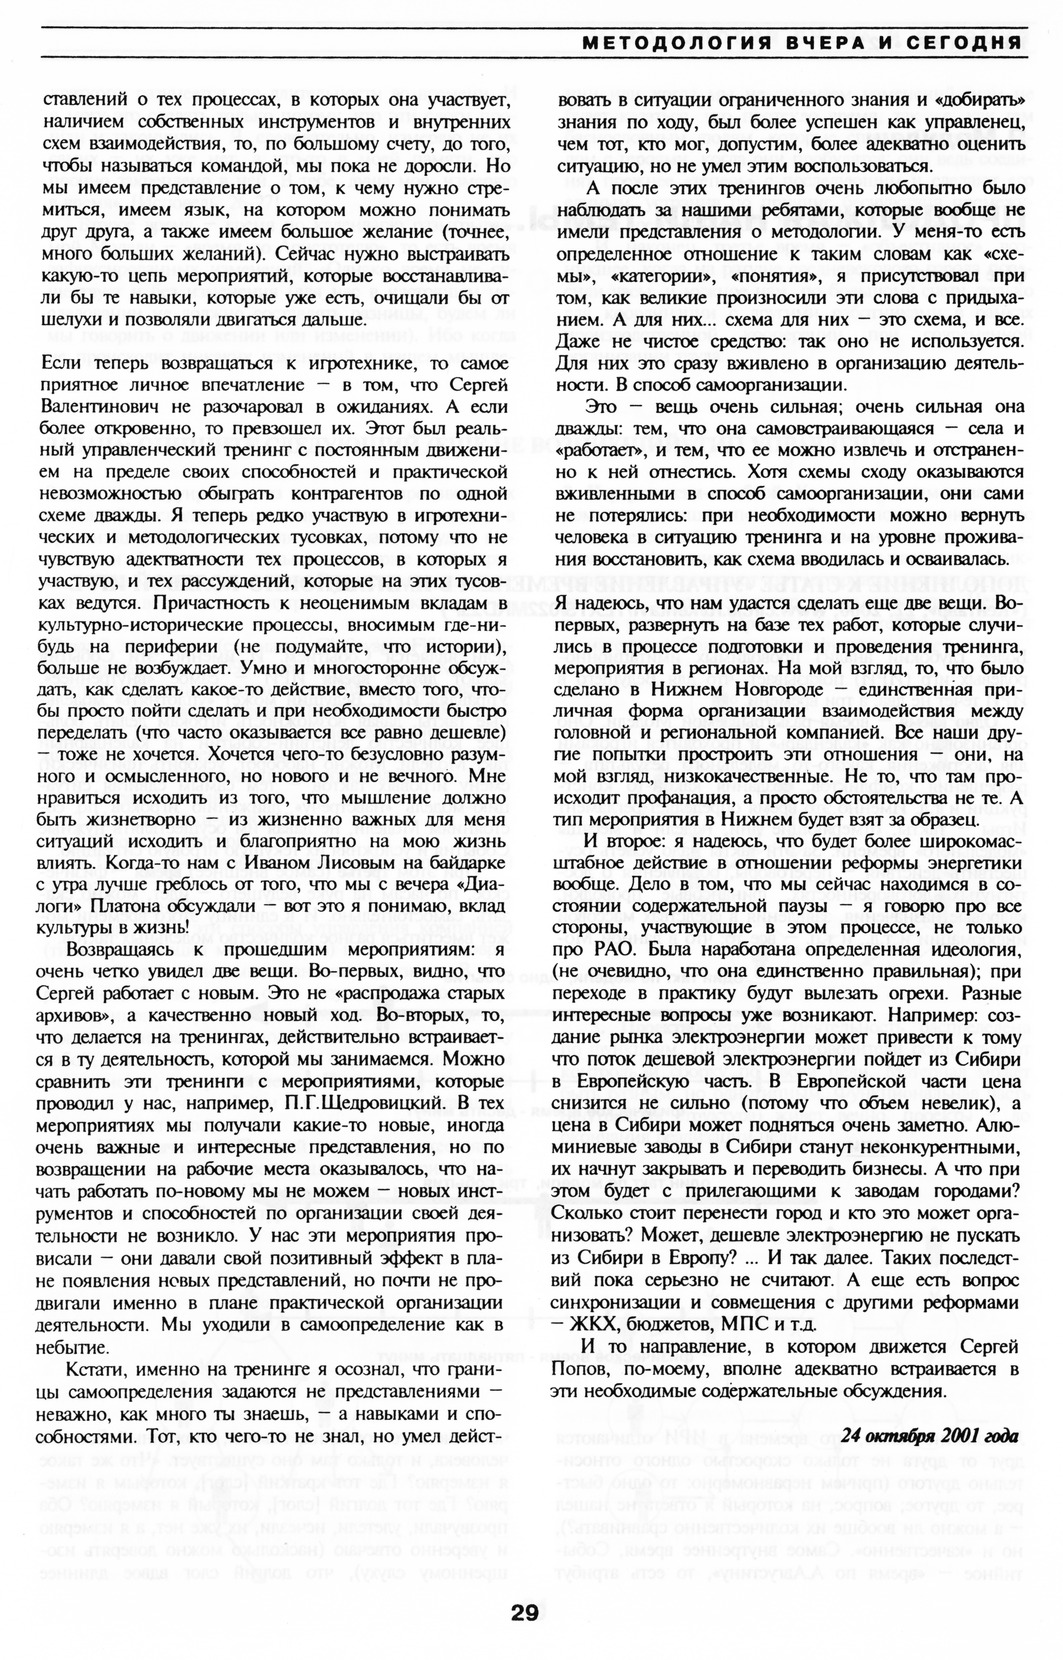 МЕТОДОЛОГИЯ ВЧЕРА И СЕГОДНЯ
ставлений о тех процессах, в которых она участвует,
наличием собственных инструментов и внутренних
схем взаимодействия, то, по большому счету, до того,
чтобы называться командой, мы пока не доросли. Но
мы имеем представление о том, к чему нужно стре-
миться, имеем язык, на котором можно понимать
друг друга, а также имеем большое желание (точнее,
много больших желаний). Сейчас нужно выстраивать
какую-то цепь мероприятий, которые восстанавлива-
ли бы те навыки, которые уже есть, очищали бы от
шелухи и позволяли двигаться дальше.
Если теперь возвращаться к игротехнике, то самое
приятное личное впечатление — в том, что Сергей
Валентинович не разочаровал в ожиданиях. А если
более откровенно, то превзошел их. Этот был реаль-
ный управленческий тренинг с постоянным движени-
ем на пределе своих способностей и практической
невозможностью обыграть контрагентов по одной
схеме дважды. Я теперь редко участвую в игротехни-
ческих и методологических тусовках, потому что не
чувствую адектватности тех процессов, в которых я
участвую, и тех рассуждений, которые на этих тусов-
ках ведутся. Причастность к неоценимым вкладам в
культурно-исторические процессы, вносимым где-ни-
будь на периферии (не подумайте, что истории),
больше не возбуждает. Умно и многосторонне обсуж-
дать, как сделать какое-то действие, вместо того, что-
бы просто пойти сделать, и при необходимости быстро
переделать (что часто оказывается все равно дешевле)
— тоже не хочется. Хочется чего-то безусловно разум-
ного и осмысленного, но нового и не вечного. Мне
нравиться исходить из того, что мышление должно
быть жизнетворно — из жизненно важных для меня
ситуаций исходить и благоприятно на мою жизнь
влиять. Когда-то нам с Иваном Лисовым на байдарке
с утра лучше греблось от того, что мы с вечера «Диа-
логи» Платона обсуждали — вот это я понимаю, вклад
культуры в жизнь!
Возвращаясь к прошедшим мероприятиям: я
очень четко увидел две вещи. Во-первых, видно, что
Сергей работает с новым. Это не «распродажа старых
архивов», а качественно новый ход. Во-вторых, то,
что делается на тренингах, действительно встраивает-
ся в ту деятельность, которой мы занимаемся. Можно
сравнить эти тренинги с мероприятиями, которые
проводил у нас, например, П.Г.Щедровицкий. В тех
мероприятиях мы получали какие-то новые, иногда
очень важные и интересные представления, но по
возвращении на рабочие места оказывалось, что на-
чать работать по-новому мы не можем — новых инст-
рументов и способностей по организации своей дея-
тельности не возникло. У нас эти мероприятия про-
висали — они давали свой позитивный эффект в пла-
не появления новых представлений, но почти не про-
двигали именно в плане практической организации
деятельности. Мы уходили в самоопределение как в
небытие.
Кстати, именно на тренинге я осознал, что грани-
цы самоопределения задаются не представлениями —
неважно, как много ты знаешь, — а навыками и спо-
собностями. Тот, кто чего-то не знал, но умел дейст-
вовать в ситуации ограниченного знания и «добирать»
знания по ходу, был более успешен как управленец,
чем тот, кто мог, допустим, более адекватно оценить
ситуацию, но не умел этим воспользоваться.
А после этих тренингов очень любопытно было
наблюдать за нашими ребятами, которые вообще не
имели представления о методологии. У меня-то есть
определенное отношение к таким словам как «схе-
мы», «категории», «понятия», я присутствовал при
том, как великие произносили эти слова с придыха-
нием. А для них... схема для них – это схема, и все.
Даже не чистое средство: так оно не используется.
Для них это сразу вживлено в организацию деятель-
ности. В способ самоорганизации.
Это — вещь очень сильная; очень сильная она
дважды: тем, что она самовстраивающаяся — села и
«работает», и тем, что ее можно извлечь и отстранен-
но к ней отнестись. Хотя схемы сходу оказываются
вживленными в способ самоорганизации, они сами
не потерялись: при необходимости можно вернуть
человека в ситуацию тренинга и на уровне прожива-
ния восстановить, как схема вводилась и осваивалась.
Я надеюсь, что нам удастся сделать еще две вещи. Во-
первых, развернуть на базе тех работ, которые случи-
лись в процессе подготовки и проведения тренинга,
мероприятия в регионах. На мой взгляд, то, что было
сделано в Нижнем Новгороде — единственная при-
личная форма организации взаимодействия между
головной и региональной компанией. Все наши дру-
гие попытки простроить эти отношения — они, на
мой взгляд, низкокачественные. Не то, что там про-
исходит профанация, а просто обстоятельства не те. А
тип мероприятия в Нижнем будет взят за образец.
И второе: я надеюсь, что будет более широкомас-
штабное действие в отношении реформы энергетики
вообще. Дело в том, что мы сейчас находимся в со-
стоянии содержательной паузы — я говорю про все
стороны, участвующие в этом процессе, не только
про РАО. Была наработана определенная идеология,
(не очевидно, что она единственно правильная); при
переходе в практику будут вылезать огрехи. Разные
интересные вопросы уже возникают. Например: соз-
дание рынка электроэнергии может привести к тому
что поток дешевой электроэнергии пойдет из Сибири
в Европейскую часть. В Европейской части цена
снизится не сильно (потому что объем невелик), а
цена в Сибири может подняться очень заметно. Алю-
миниевые заводы в Сибири станут неконкурентными,
их начнут закрывать и переводить бизнесы. А что при
этом будет с прилегающими к заводам городами?
Сколько стоит перенести город и кто это может орга-
низовать? Может, дешевле электроэнергию не пускать
из Сибири в Европу? ... И так далее. Таких последст-
вий пока серьезно не считают. А еще есть вопрос
синхронизации и совмещения с другими реформами
— ЖКХ, бюджетов, МПС и т.д.
И то направление, в котором движется Сергей
Попов, по-моему, вполне адекватно встраивается в
эти необходимые содержательные обсуждения.
24 октября 2001 года
29